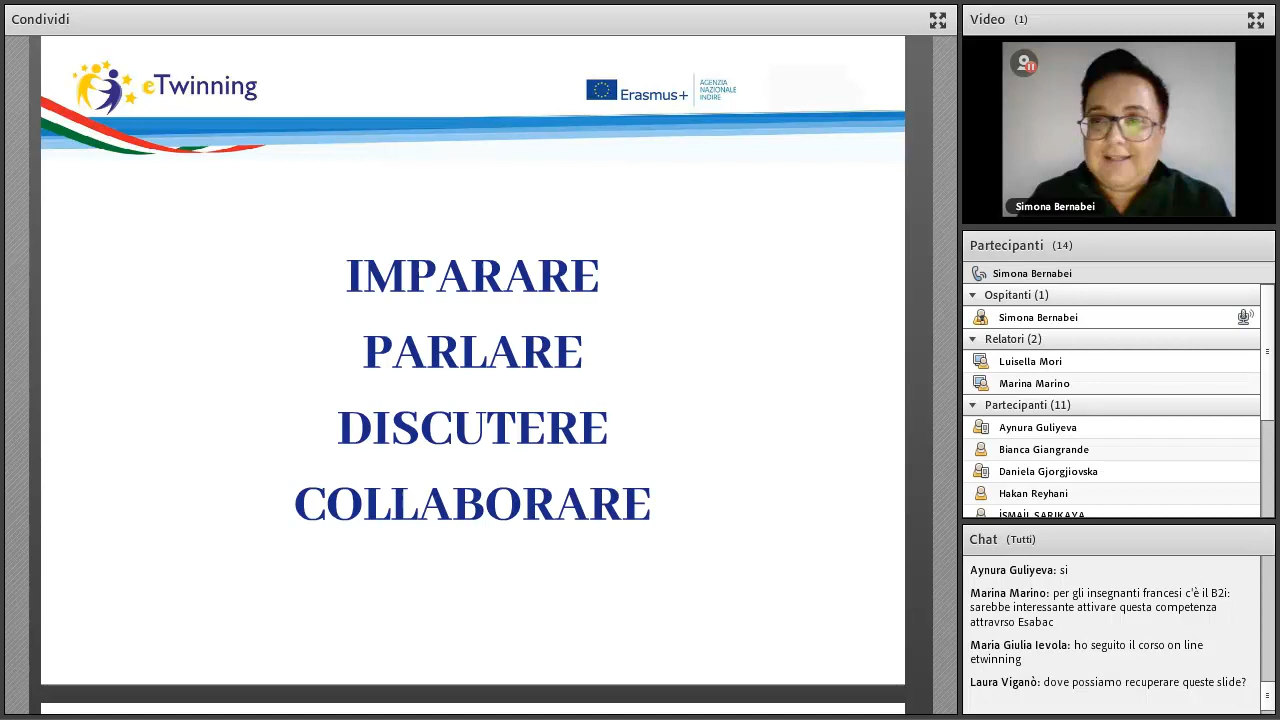 Condividi
eTwinning
Erasmus+
AGENZIA
NAZIONALE
INDIRE
IMPARARE
PARLARE
DISCUTERE
COLLABORARE
Video (1)
Simona Bernabei
Partecipanti (14)
Simona Bernabei
Ospitanti (1)
Simona Bernabei
Relatori (2)
Luisella Mori
Marina Marino
Partecipanti (11)
Aynura Guliyeva
Bianca Giangrande
Daniela Gjorgjiovska
Hakan Reyhani
İSMAİL SARIKAYA
Chat (Tutti)
Aynura Guliyeva: si
Marina Marino: per gli insegnanti francesi c'è il B2i:
sarebbe interessante attivare questa competenza
attravrso Esabac
Maria Giulia Ievola: ho seguito il corso on line
etwinning
Laura Viganò: dove possiamo recuperare queste slide?